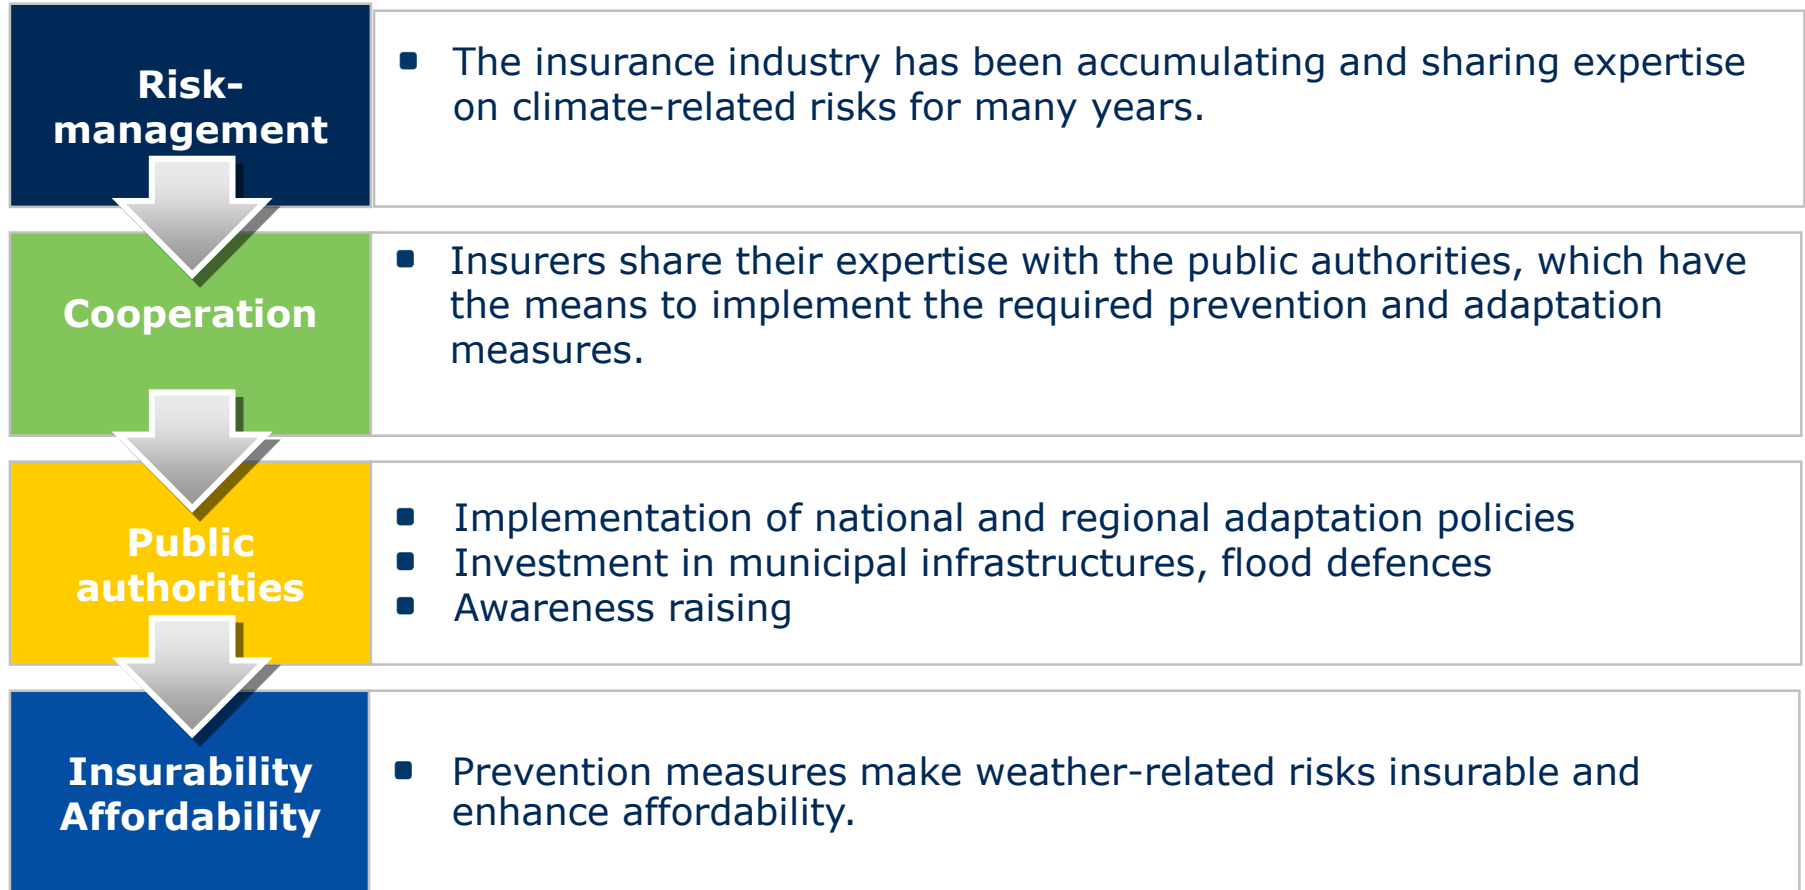 Risk-
management
■ The insurance industry has been accumulating and sharing expertise
on climate-related risks for many years.
Cooperation
■ Insurers share their expertise with the public authorities, which have
the means to implement the required prevention and adaptation
measures.
Public
authorities
■ Implementation of national and regional adaptation policies
■ Investment in municipal infrastructures, flood defences
■ Awareness raising
Insurability
Affordability
■ Prevention measures make weather-related risks insurable and
enhance affordability.